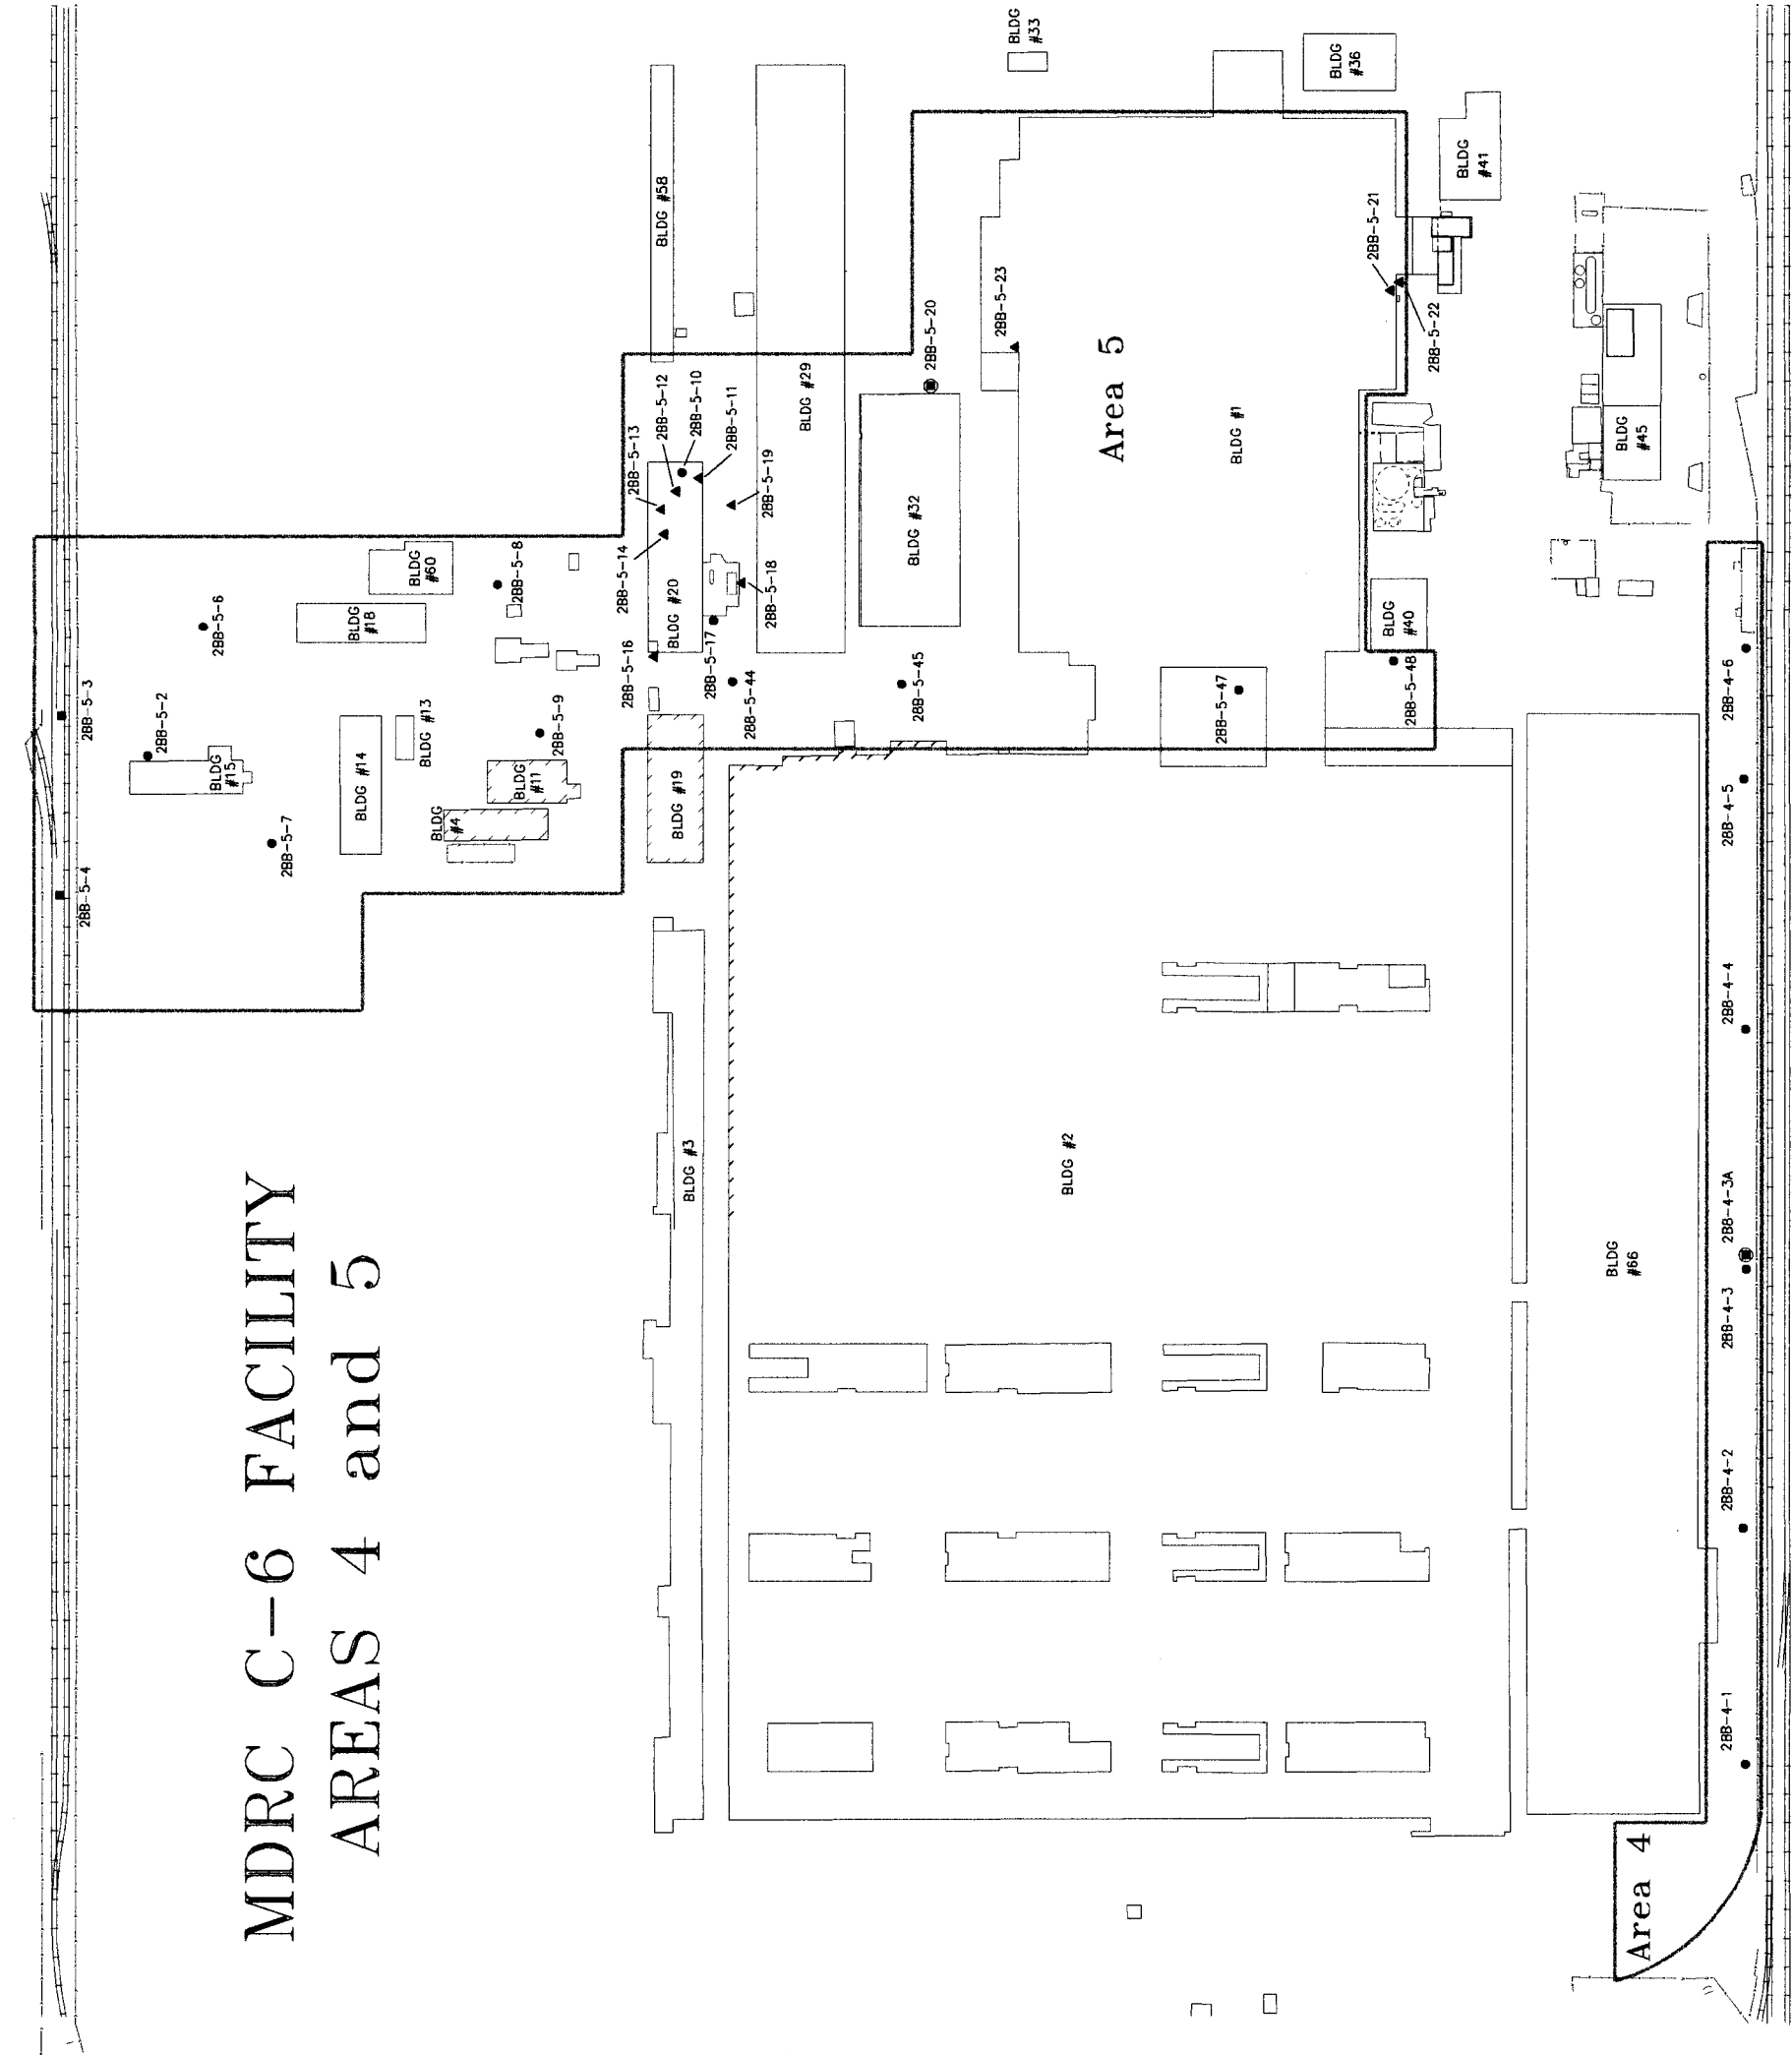 MDRC C-6 FACILITY
AREAS 4 and 5
2BB-5-4
2BB-5-3
2BB-5-2
2BB-5-6
2BB-5-7
BLDG
#15
BLDG #14
BLDG #13
BLDG
#18
BLDG
#60
BLDG
#4
BLDG
#11
2BB-5-8
2BB-5-9
BLDG #58
BLDG #19
BLDG #20
2BB-5-16
2BB-5-14
2BB-5-13
2BB-5-12
2BB-5-10
2BB-5-11
2BB-5-19
2BB-5-18
2BB-5-17
2BB-5-44
2BB-5-45
BLDG #29
BLDG #32
2BB-5-20
2BB-5-23
BLDG
#33
BLDG
#36
BLDG
#41
Area 5
BLDG #1
2BB-5-21
2BB-5-22
2BB-5-47
2BB-5-48
BLDG
#40
BLDG
#45
BLDG #3
BLDG #2
BLDG
#66
Area 4
2BB-4-1
2BB-4-2
2BB-4-3
2BB-4-3A
2BB-4-4
2BB-4-5
2BB-4-6